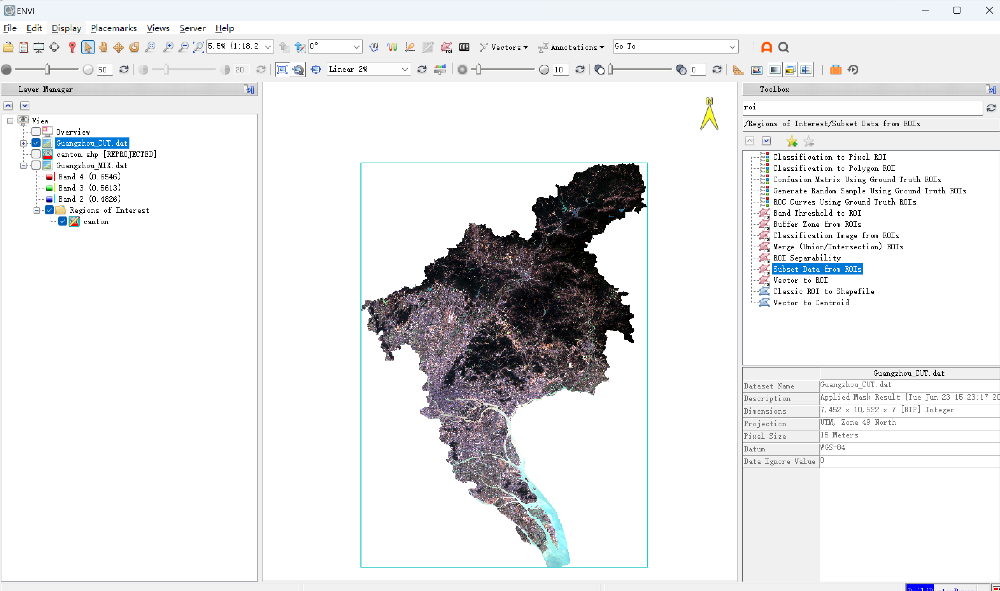 ENVI
File Edit Display Placemarks Views Server Help
5.5% (1:18.2 0° Vectors Annotations Go To
50 20 Linear 2% 10 0
Layer Manager
View
Overview
Guangzhou_CUT.dat
canton.shp [REPROJECTED]
Guangzhou_MIX.dat
Band 4 (0.6546)
Band 3 (0.5613)
Band 2 (0.4826)
Regions of Interest
canton
N
Toolbox
roi
/Regions of Interest/Subset Data from ROIs
Classification to Pixel ROI
Classification to Polygon ROI
Confusion Matrix Using Ground Truth ROIs
Generate Random Sample Using Ground Truth ROIs
ROC Curves Using Ground Truth ROIs
Band Threshold to ROI
Buffer Zone from ROIs
Classification Image from ROIs
Merge (Union/Intersection) ROIs
ROI Separability
Subset Data from ROIs
Vector to ROI
Classic ROI to Shapefile
Vector to Centroid
Guangzhou_CUT.dat
Dataset Name Guangzhou_CUT.dat
Description Applied Mask Result [Tue Jun 23 15:23:17 20
Dimensions 7,452 x 10,522 x 7 [BIP] Integer
Projection UTM, Zone 49 North
Pixel Size 15 Meters
Datum WGS-84
Data Ignore Value 0